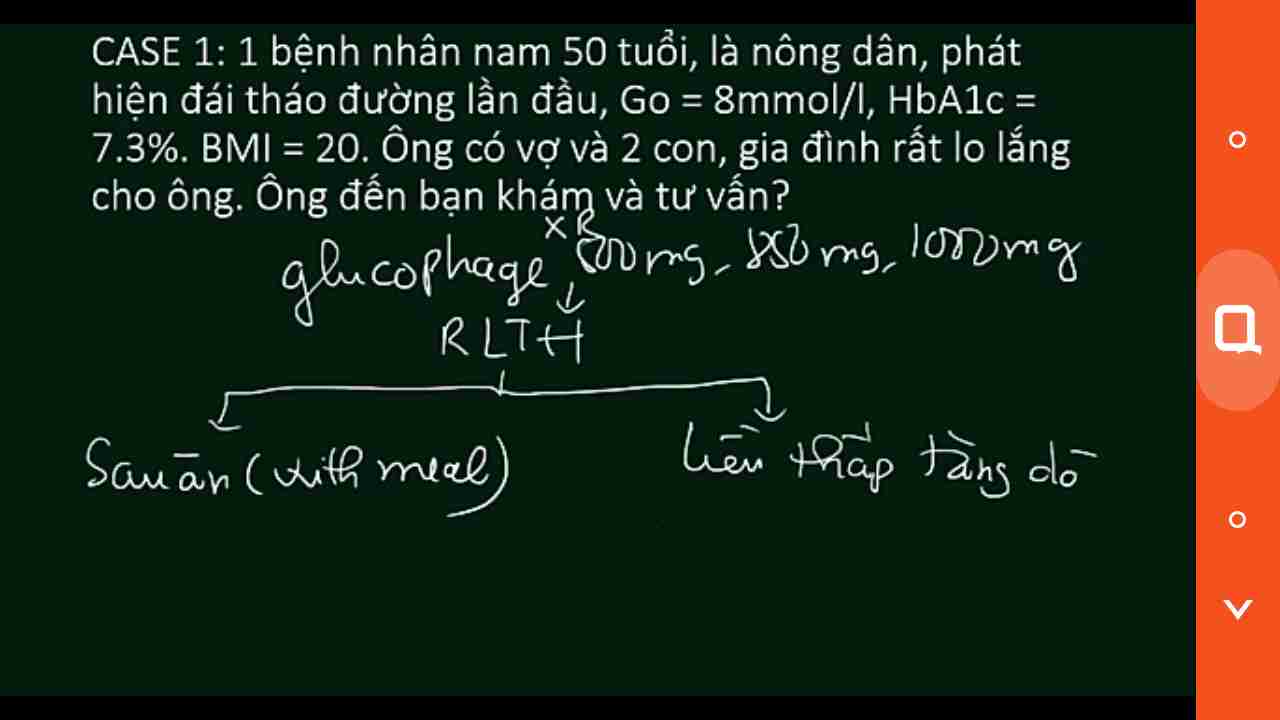 CASE 1: 1 bệnh nhân nam 50 tuổi, là nông dân, phát
hiện đái tháo đường lần đầu, Go = 8mmol/l, HbA1c =
7.3%. BMI = 20. Ông có vợ và 2 con, gia đình rất lo lắng
cho ông. Ông đến bạn khám và tư vấn?
XR
glucophage 500mg, 850mg, 1000mg
RLTH
Sau ăn (with meal) liều thấp tăng dò